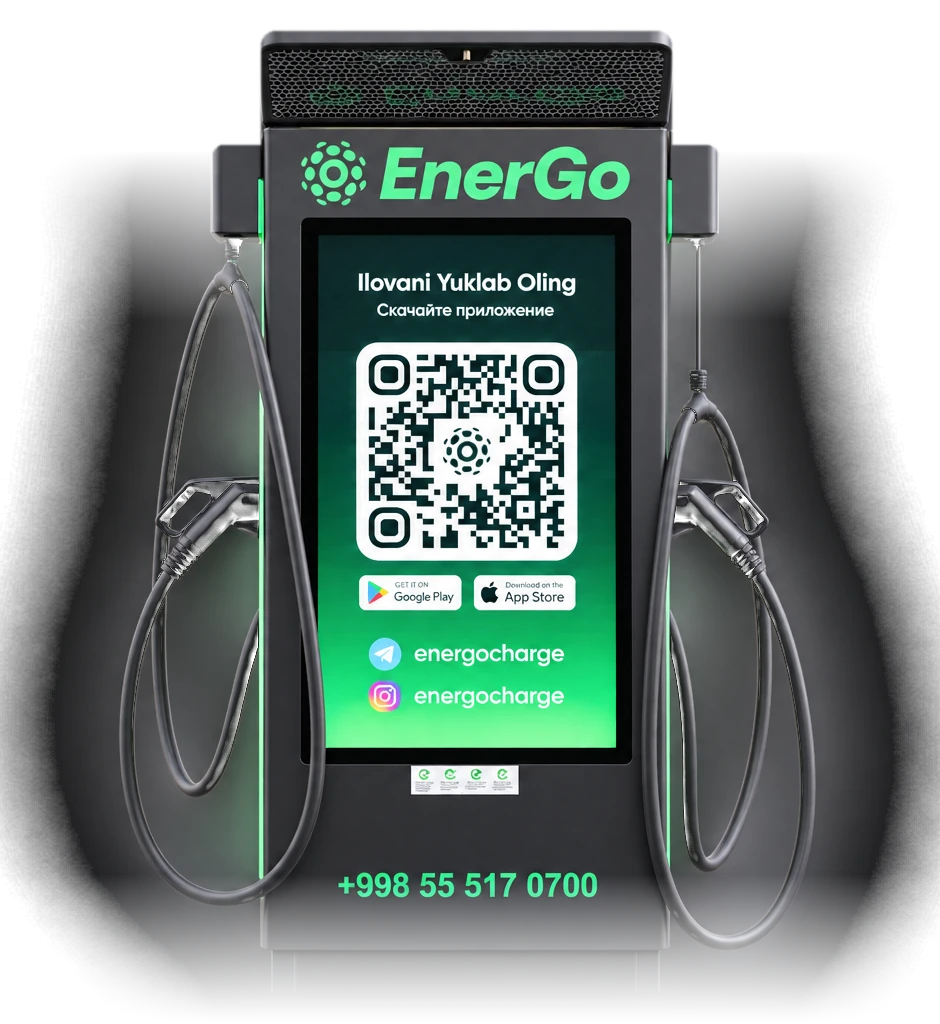 EnerGo
Ilovani Yuklab Oling
Скачайте приложение
GET IT ON
Google Play
Download on the
App Store
energocharge
energocharge
+998 55 517 0700